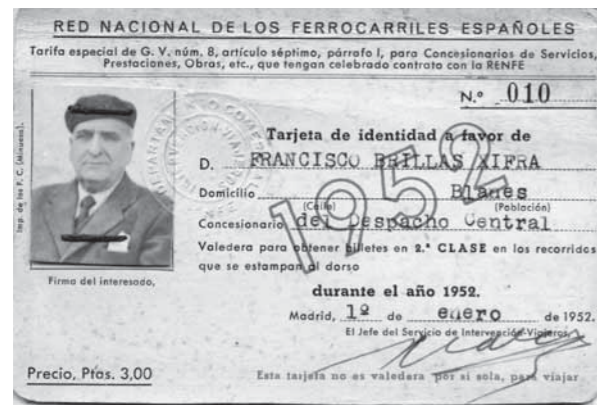 RED NACIONAL DE LOS FERROCARRILES ESPAÑOLES
Tarifa especial de G. V. núm. 8, artículo séptimo, párrafo I, para Concesionarios de Servicios,
Prestaciones, Obras, etc., que tengan celebrado contrato con la RENFE
N.º 010
Imp. de los F. C. (Minuesa).
Tarjeta de identidad a favor de
D. FRANCISCO BRILLAS XIFRA
Domicilio Blanes
(Calle) (Población)
Concesionario del Despacho Central
1952
Valedera para obtener billetes en 2.ª CLASE en los recorridos
que se estampan al dorso
Firma del interesado,
durante el año 1952.
Madrid, 1º de enero de 1952.
El Jefe del Servicio de Intervención-Viajeros,
Precio, Ptas. 3,00
Esta tarjeta no es valedera por sí sola, para viajar